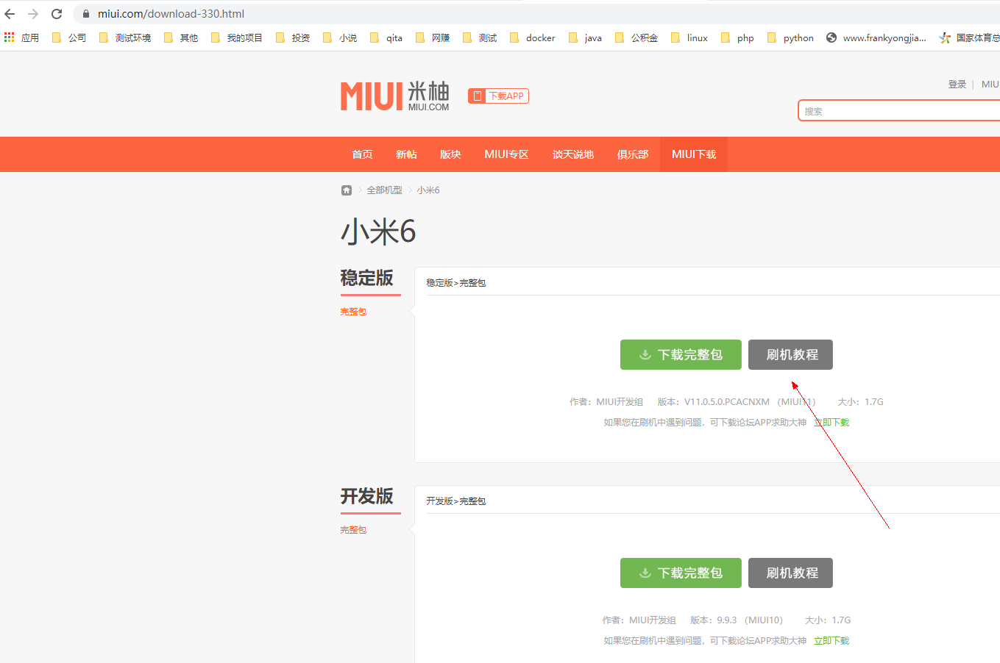 miui.com/download-330.html
应用 公司 测试环境 其他 我的项目 投资 小说 qita 网赚 测试 docker java 公积金 linux php python www.frankyongjia... 国家体育总
MIUI 米柚 MIUI.COM 下载APP
登录 | MIU
搜索
首页 新帖 版块 MIUI专区 谈天说地 俱乐部 MIUI下载
全部机型 小米6
小米6
稳定版
完整包
稳定版>完整包
下载完整包 刷机教程
作者：MIUI开发组 版本：V11.0.5.0.PCACNXM （MIUI11） 大小：1.7G
如果您在刷机中遇到问题，可下载论坛APP求助大神 立即下载
开发版
完整包
开发版>完整包
下载完整包 刷机教程
作者：MIUI开发组 版本：9.9.3 （MIUI10） 大小：1.7G
如果您在刷机中遇到问题，可下载论坛APP求助大神 立即下载